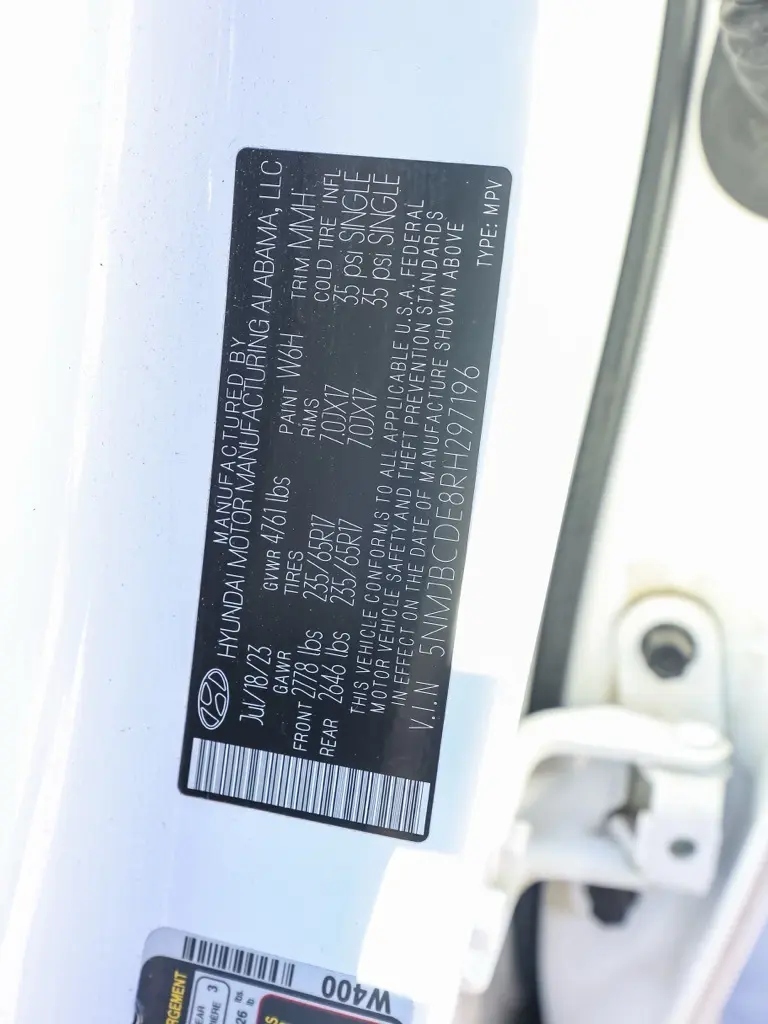 MANUFACTURED BY
HYUNDAI MOTOR MANUFACTURING ALABAMA, LLC
Jul/18/23 GVWR 4761 lbs PAINT W6H TRIM MMH
GAWR TIRES RIMS COLD TIRE INFL
FRONT 2778 lbs 235/65R17 7.0JX17 35 psi SINGLE
REAR 2646 lbs 235/65R17 7.0JX17 35 psi SINGLE
THIS VEHICLE CONFORMS TO ALL APPLICABLE U.S.A. FEDERAL
MOTOR VEHICLE SAFETY AND THEFT PREVENTION STANDARDS
IN EFFECT ON THE DATE OF MANUFACTURE SHOWN ABOVE
V.I.N 5NMJBCDE8RH297196 TYPE: MPV
W400